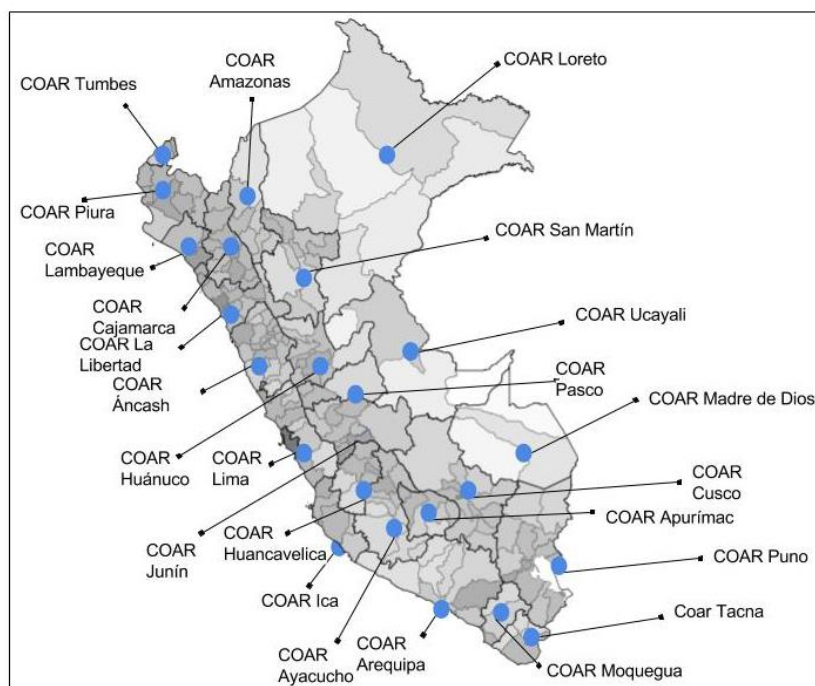 COAR
Amazonas
COAR Loreto
COAR Tumbes
COAR Piura
COAR
Lambayeque
COAR San Martín
COAR
Cajamarca
COAR La
Libertad
COAR Ucayali
COAR
Áncash
COAR
Pasco
COAR Madre de Dios
COAR
Huánuco
COAR
Lima
COAR
Cusco
COAR
Huancavelica
COAR Apurímac
COAR
Junín
COAR Puno
COAR Ica
COAR
Ayacucho
COAR
Arequipa
Coar Tacna
COAR Moquegua